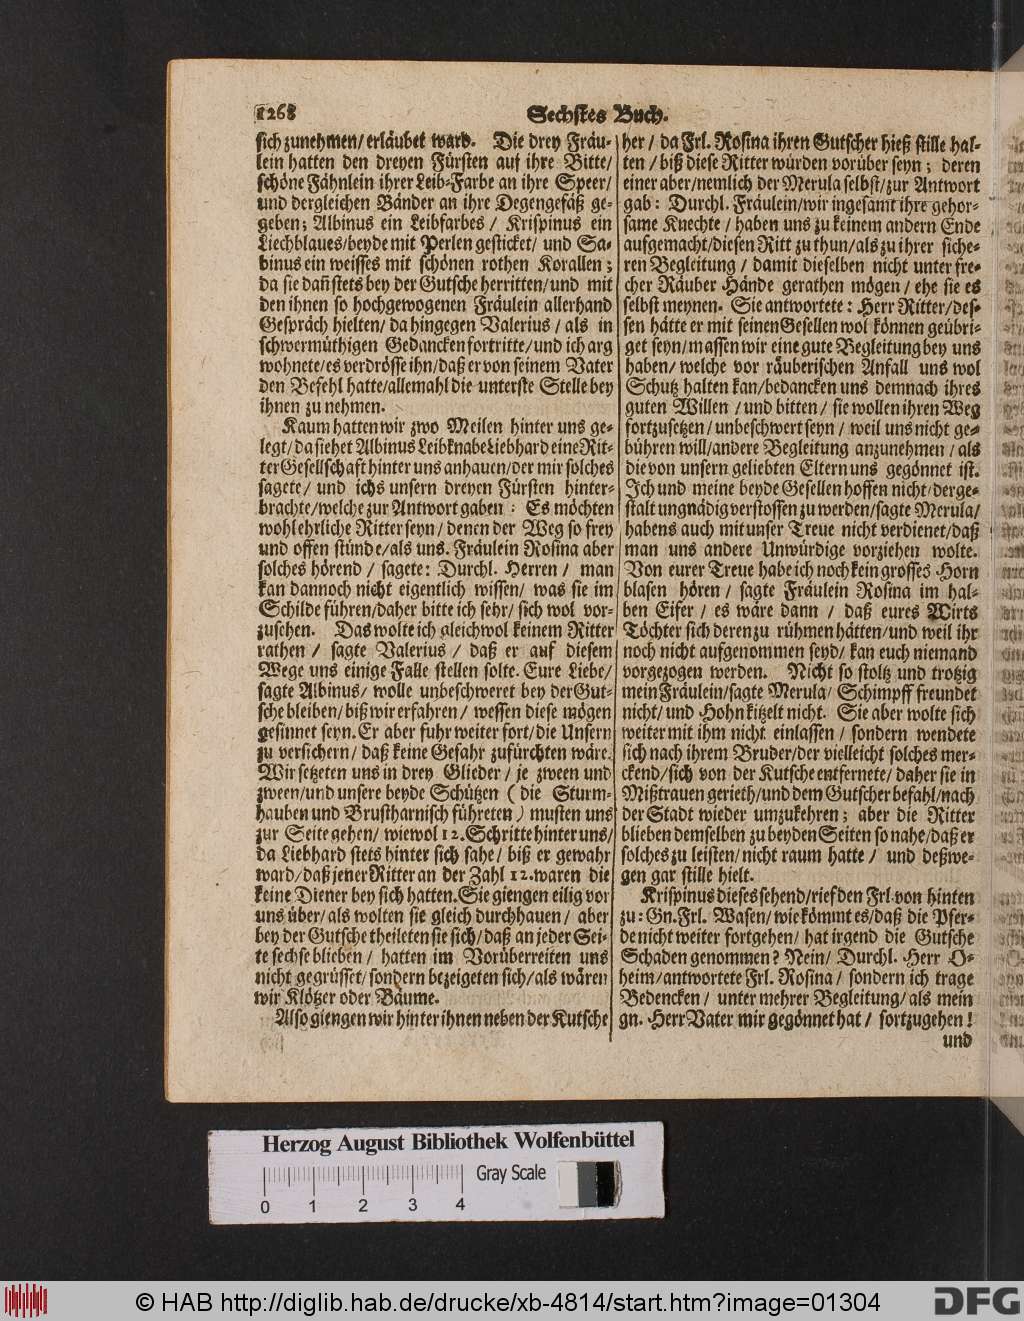 1268
Sechstes Buch.
sich zunehmen/ erläubet ward. Die drey Fräu-
lein hatten den dreyen Fürsten auf ihre Bitte/
schöne Fähnlein ihrer Leib-Farbe an ihre Speer/
und dergleichen Bänder an ihre Degengefäß ge-
geben; Albinus ein Leibfarbes/ Krispinus ein
Liechblaues/ beyde mit Perlen gesticket/ und Sa-
binus ein weisses mit schönen rothen Korallen;
da sie dañ stets bey der Gutsche herritten/ und mit
den ihnen so hochgewogenen Fräulein allerhand
Gespräch hielten/ da hingegen Valerius/ als in
schwermüthigen Gedancken fortritte/ und ich arg
wohnete/ es verdrösse ihn/ daß er von seinem Vater
den Befehl hatte/ allemahl die unterste Stelle bey
ihnen zu nehmen.
Kaum hatten wir zwo Meilen hinter uns ge-
legt/ da siehet Albinus Leibknabe Liebhard eine Rit-
ter Gesellschaft hinter uns anhauen/ der mir solches
sagete/ und ichs unsern dreyen Fürsten hinter-
brachte/ welche zur Antwort gaben: Es möchten
wohl ehrliche Ritter seyn/ denen der Weg so frey
und offen stünde/ als uns. Fräulein Rosina aber
solches hörend/ sagete: Durchl. Herren/ man
kan dannoch nicht eigentlich wissen/ was sie im
Schilde führen/ daher bitte ich sehr/ sich wol vor-
zusehen. Das wolte ich gleichwol keinem Ritter
rathen/ sagte Valerius/ daß er auf diesem
Wege uns einige Falle stellen solte. Eure Liebe/
sagte Albinus/ wolle unbeschweret bey der Gut-
sche bleiben/ biß wir erfahren/ wessen diese mögen
gesinnet seyn. Er aber fuhr weiter fort/ die Unsern
zu versichern/ daß keine Gefahr zufürchten wäre.
Wir setzeten uns in drey Glieder/ je zween und
zween/ und unsere beyde Schützen (die Sturm-
hauben und Brustharnisch führeten) musten uns
zur Seite gehen/ wiewol 12. Schritte hinter uns/
da Liebhard stets hinter sich sahe/ biß er gewahr
ward/ daß jener Ritter an der Zahl 12. waren die
keine Diener bey sich hatten. Sie giengen eilig vor
uns über/ als wolten sie gleich durchhauen/ aber
bey der Gutsche theileten sie sich/ daß an jeder Sei-
te sechse blieben/ hatten im Vorüberreiten uns
nicht gegrüsset/ sondern bezeigeten sich/ als wären
wir Klötzer oder Bäume.
Also giengen wir hinter ihnen neben der Kutsche
her/ da Frl. Rosina ihren Gutscher hieß stille hal-
ten/ biß diese Ritter würden vorüber seyn; deren
einer aber/ nemlich der Merula selbst/ zur Antwort
gab: Durchl. Fräulein/ wir ingesamt ihre gehor-
same Knechte/ haben uns zu keinem andern Ende
aufgemacht/ diesen Ritt zu thun/ als zu ihrer siche-
ren Begleitung/ damit dieselben nicht unter fre-
cher Räuber Hände gerathen mögen/ ehe sie es
selbst meynen. Sie antwortete: Herr Ritter/ des-
sen hätte er mit seinen Gesellen wol können geübri-
get seyn/ massen wir eine gute Begleitung bey uns
haben/ welche vor räuberischen Anfall uns wol
Schutz halten kan/ bedancken uns demnach ihres
guten Willen/ und bitten/ sie wollen ihren Weg
fortzusetzen/ unbeschwert seyn/ weil uns nicht ge-
bühren will/ andere Begleitung anzunehmen/ als
die von unsern geliebten Eltern uns gegönnet ist.
Ich und meine beyde Gesellen hoffen nicht/ derge-
stalt ungnädig verstossen zu werden/ sagte Merula/
habens auch mit unser Treue nicht verdienet/ daß
man uns andere Unwürdige vorziehen wolte.
Von eurer Treue habe ich noch kein grosses Horn
blasen hören/ sagte Fräulein Rosina im hal-
ben Eifer/ es wäre dann/ daß eures Wirts
Töchter sich deren zu rühmen hätten/ und weil ihr
noch nicht aufgenommen seyd/ kan euch niemand
vorgezogen werden. Nicht so stoltz und trotzig
mein Fräulein/ sagte Merula/ Schimpff freundet
nicht/ und Hohn kitzelt nicht. Sie aber wolte sich
weiter mit ihm nicht einlassen/ sondern wendete
sich nach ihrem Bruder/ der vielleicht solches mer-
ckend/ sich von der Kutsche entfernete/ daher sie in
Mißtrauen gerieth/ und dem Gutscher befahl/ nach
der Stadt wieder umzukehren; aber die Ritter
blieben demselben zu beyden Seiten so nahe/ daß er
solches zu leisten/ nicht raum hatte/ und deßwe-
gen gar stille hielt.
Krispinus dieses sehend/ rief den Frl. von hinten
zu: Gn. Frl. Wasen/ wie kömmt es/ daß die Pfer-
de nicht weiter fortgehen/ hat irgend die Gutsche
Schaden genommen? Nein/ Durchl. Herr O-
heim/ antwortete Frl. Rosina/ sondern ich trage
Bedencken/ unter mehrer Begleitung/ als mein
gn. Herr Vater mir gegönnet hat/ fortzugehen!
und
Herzog August Bibliothek Wolfenbüttel
Gray Scale
0 1 2 3 4
© HAB http://diglib.hab.de/drucke/xb-4814/start.htm?image=01304
DFG